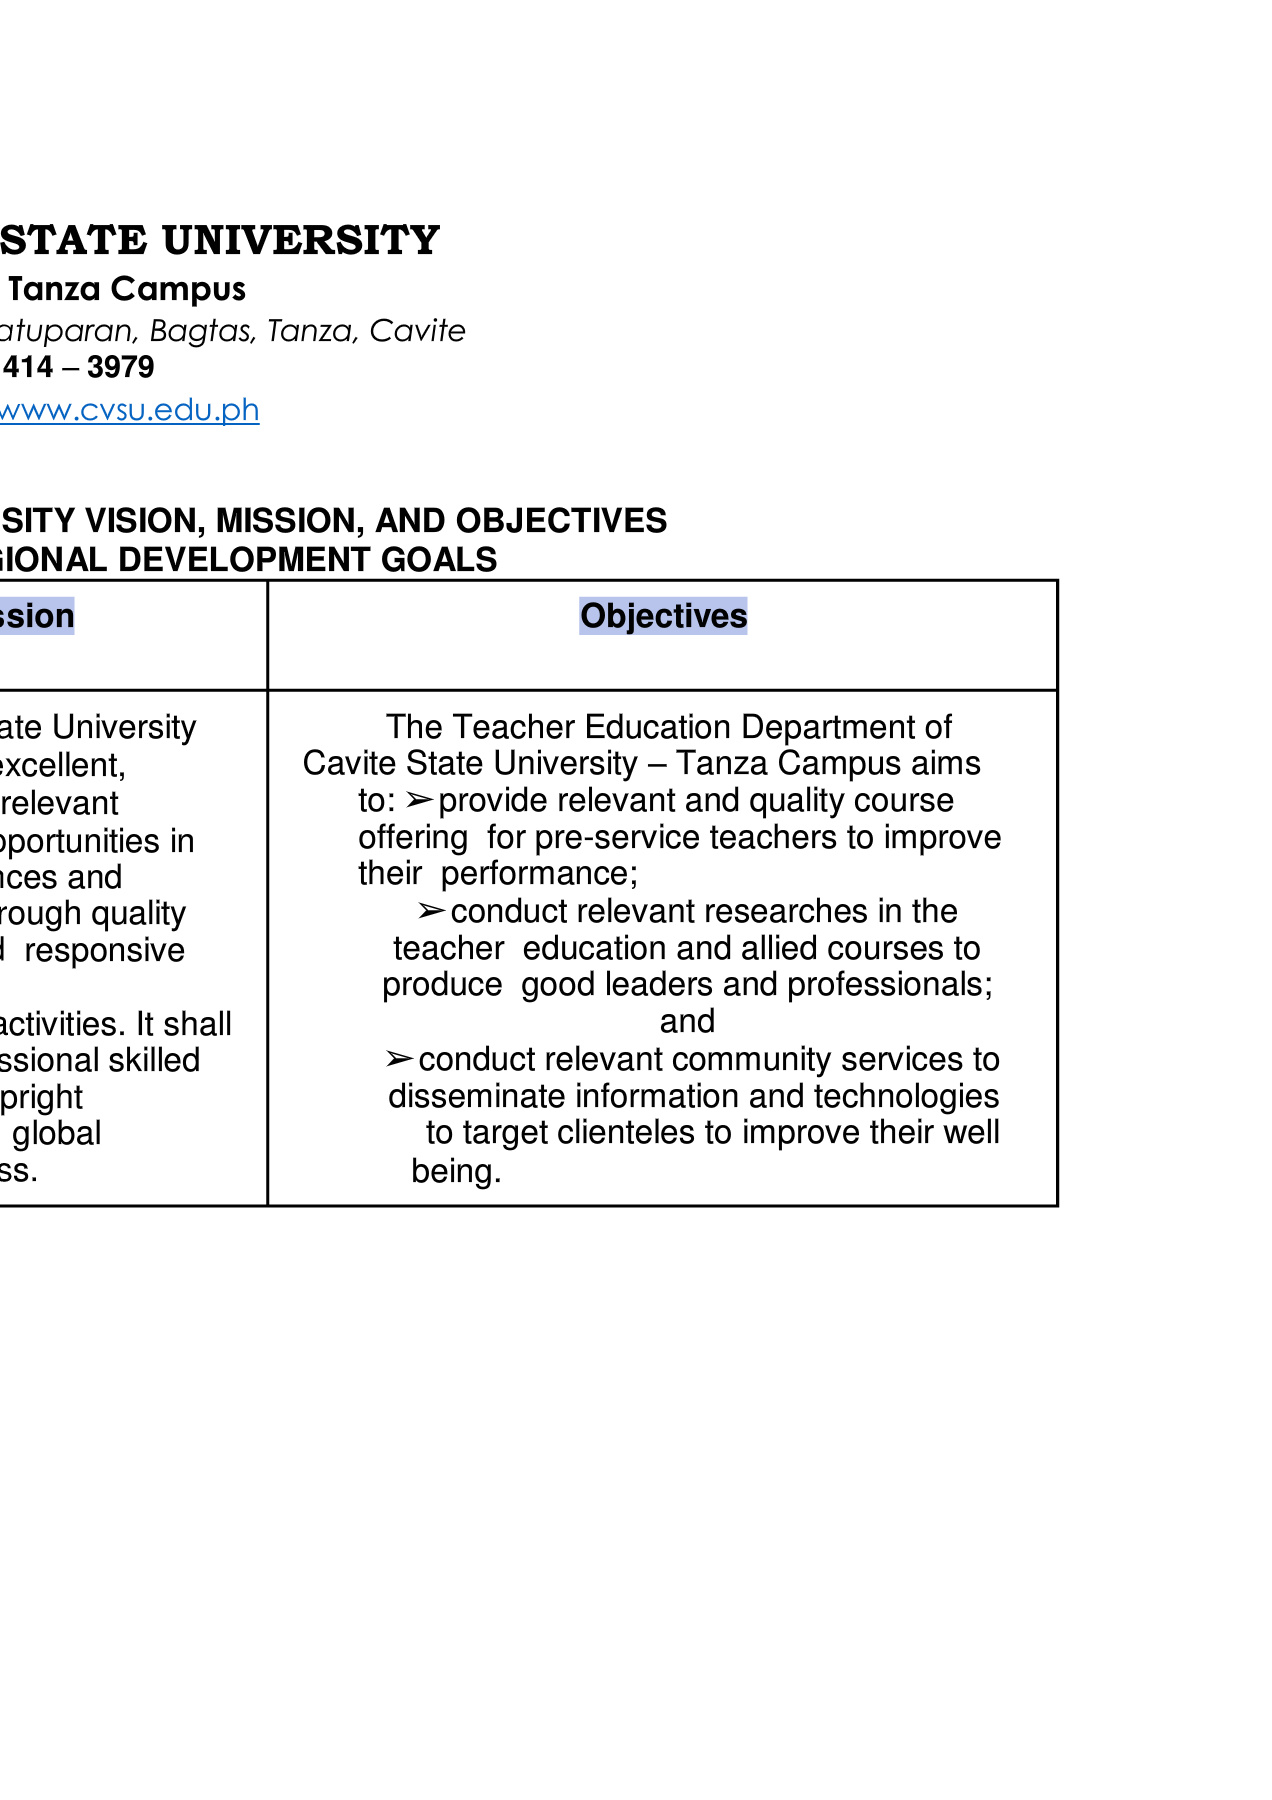 STATE UNIVERSITY
Tanza Campus
atuparan, Bagtas, Tanza, Cavite
414 – 3979
www.cvsu.edu.ph
SITY VISION, MISSION, AND OBJECTIVES
GIONAL DEVELOPMENT GOALS
ssion
ate University
excellent,
relevant
pportunities in
nces and
rough quality
d responsive
activities. It shall
ssional skilled
pright
global
ss.
Objectives
The Teacher Education Department of
Cavite State University – Tanza Campus aims
to: ➢provide relevant and quality course
offering for pre-service teachers to improve
their performance;
➢conduct relevant researches in the
teacher education and allied courses to
produce good leaders and professionals;
and
➢conduct relevant community services to
disseminate information and technologies
to target clienteles to improve their well
being.